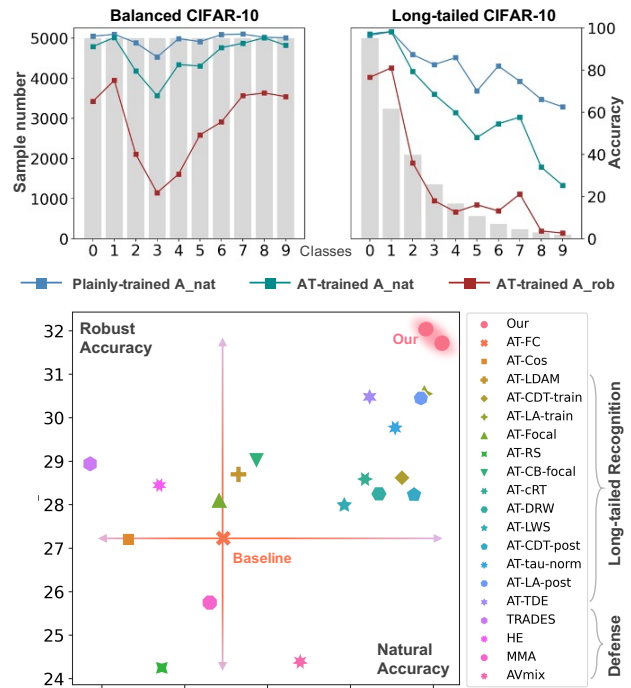 Balanced CIFAR-10
Long-tailed CIFAR-10
Sample number
5000
4000
3000
2000
1000
0
0 1 2 3 4 5 6 7 8 9
Classes
0 1 2 3 4 5 6 7 8 9
100
80
60
40
20
0
Accuracy
Plainly-trained A_nat
AT-trained A_nat
AT-trained A_rob
Robust
Accuracy
32
31
30
29
28
27
26
25
24
Our
Baseline
Natural
Accuracy
Our
AT-FC
AT-Cos
AT-LDAM
AT-CDT-train
AT-LA-train
AT-Focal
AT-RS
AT-CB-focal
AT-cRT
AT-DRW
AT-LWS
AT-CDT-post
AT-tau-norm
AT-LA-post
AT-TDE
TRADES
HE
MMA
AVmix
Long-tailed Recognition
Defense